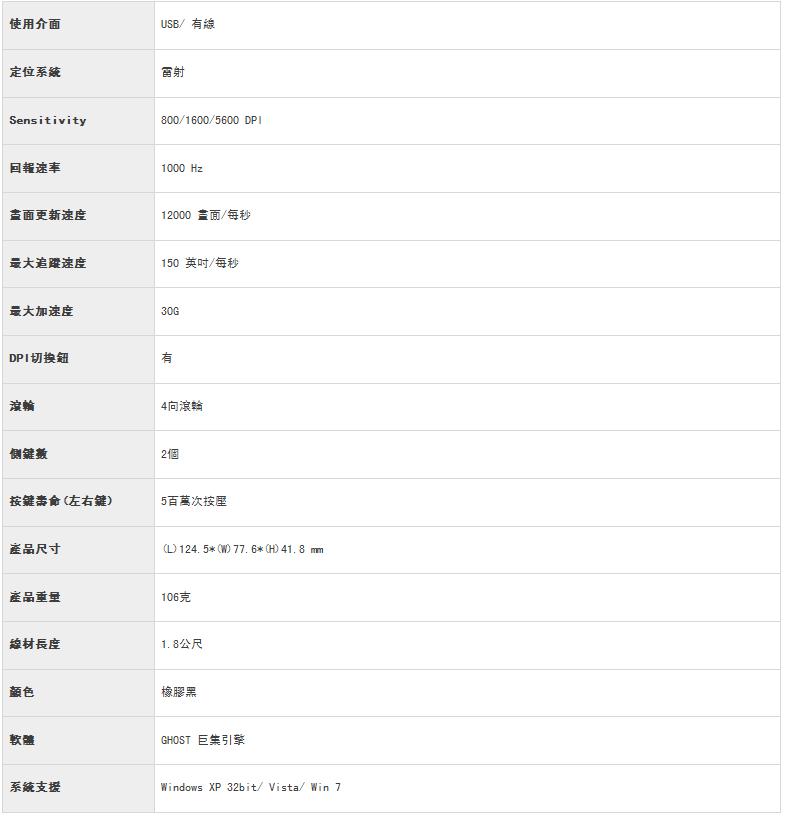 使用介面 USB/ 有線
定位系統 雷射
Sensitivity 800/1600/5600 DPI
回報速率 1000 Hz
畫面更新速度 12000 畫面/每秒
最大追蹤速度 150 英吋/每秒
最大加速度 30G
DPI切換鈕 有
滾輪 4向滾輪
側鍵數 2個
按鍵壽命(左右鍵) 5百萬次按壓
產品尺寸 (L)124.5*(W)77.6*(H)41.8 mm
產品重量 106克
線材長度 1.8公尺
顏色 橡膠黑
軟體 GHOST 巨集引擎
系統支援 Windows XP 32bit/ Vista/ Win 7